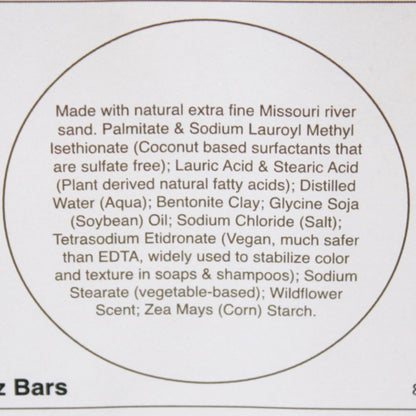 Made with natural extra fine Missouri river
sand. Palmitate & Sodium Lauroyl Methyl
Isethionate (Coconut based surfactants that
are sulfate free); Lauric Acid & Stearic Acid
(Plant derived natural fatty acids); Distilled
Water (Aqua); Bentonite Clay; Glycine Soja
(Soybean) Oil; Sodium Chloride (Salt);
Tetrasodium Etidronate (Vegan, much safer
than EDTA, widely used to stabilize color
and texture in soaps & shampoos); Sodium
Stearate (vegetable-based); Wildflower
Scent; Zea Mays (Corn) Starch.
z Bars